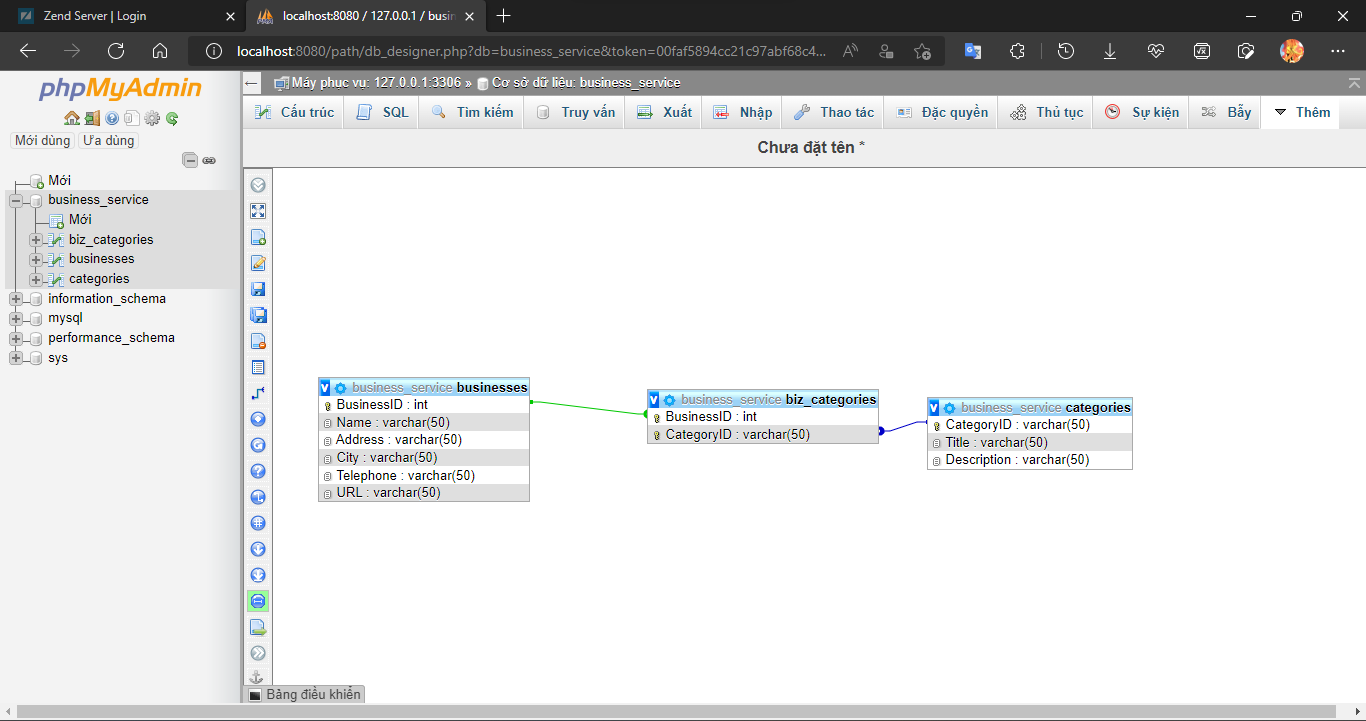 Zend Server | Login
localhost:8080 / 127.0.0.1 / busin
localhost:8080/path/db_designer.php?db=business_service&token=00faf5894cc21c97abf68c4...
phpMyAdmin
Mới dùng
Ưa dùng
Mới
business_service
Mới
biz_categories
businesses
categories
information_schema
mysql
performance_schema
sys
Máy phục vụ: 127.0.0.1:3306 » Cơ sở dữ liệu: business_service
Cấu trúc
SQL
Tìm kiếm
Truy vấn
Xuất
Nhập
Thao tác
Đặc quyền
Thủ tục
Sự kiện
Bẫy
Thêm
Chưa đặt tên *
business_service businesses
BusinessID : int
Name : varchar(50)
Address : varchar(50)
City : varchar(50)
Telephone : varchar(50)
URL : varchar(50)
business_service biz_categories
BusinessID : int
CategoryID : varchar(50)
business_service categories
CategoryID : varchar(50)
Title : varchar(50)
Description : varchar(50)
Bảng điều khiển